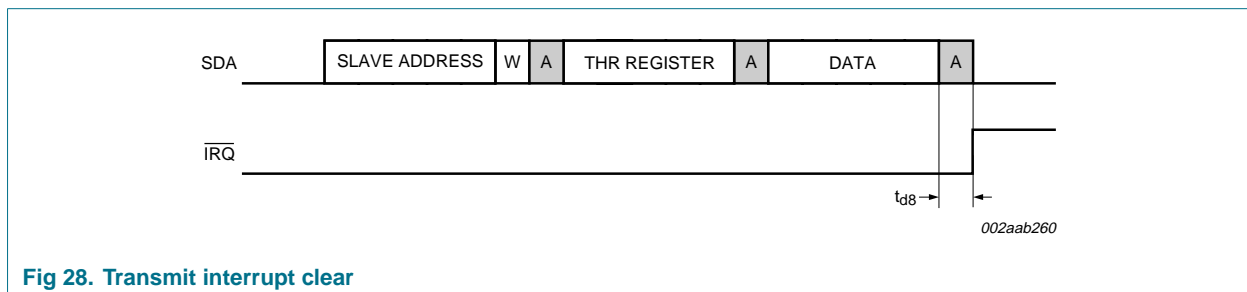 SDA SLAVE ADDRESS W A THR REGISTER A DATA A
IRQ
td8
002aab260
Fig 28. Transmit interrupt clear